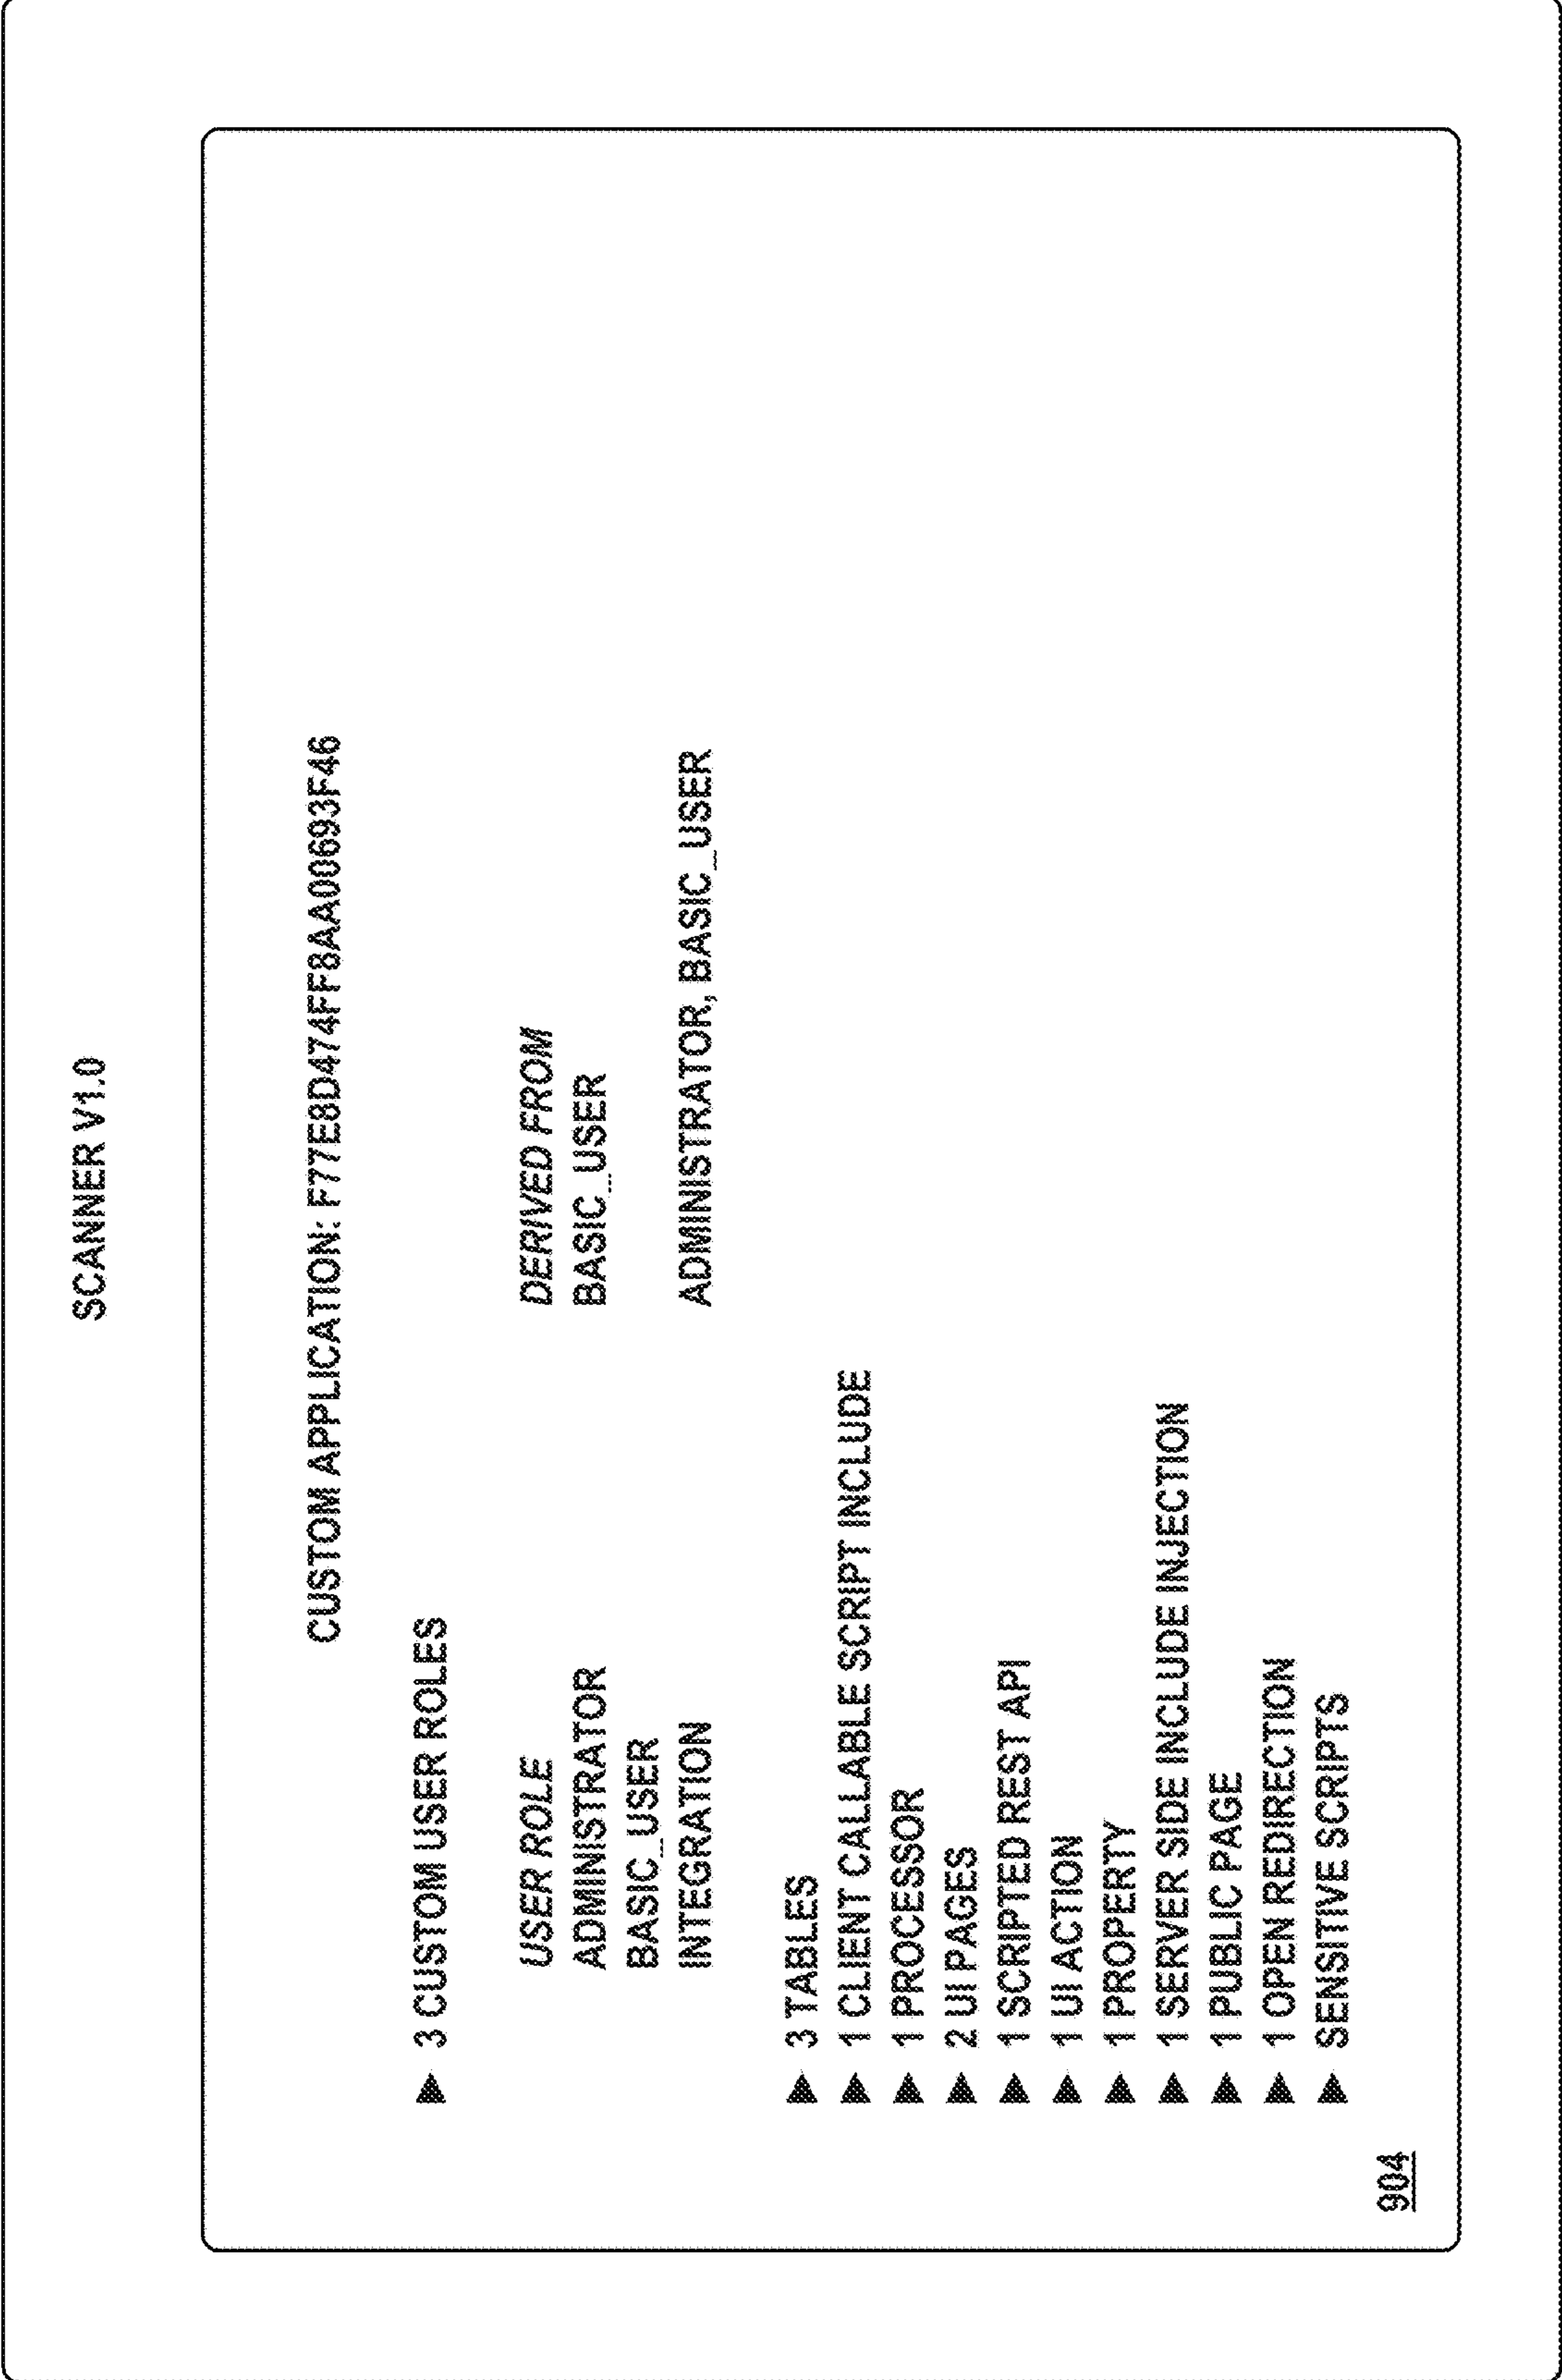 SCANNER V1.0
CUSTOM APPLICATION: F77E8D474FF8AA00693F46
▶ 3 CUSTOM USER ROLES
USER ROLE DERIVED FROM
ADMINISTRATOR BASIC_USER
BASIC_USER
INTEGRATION ADMINISTRATOR, BASIC_USER
▶ 3 TABLES
▶ 1 CLIENT CALLABLE SCRIPT INCLUDE
▶ 1 PROCESSOR
▶ 2 UI PAGES
▶ 1 SCRIPTED REST API
▶ 1 UI ACTION
▶ 1 PROPERTY
▶ 1 SERVER SIDE INCLUDE INJECTION
▶ 1 PUBLIC PAGE
▶ 1 OPEN REDIRECTION
▶ SENSITIVE SCRIPTS
904